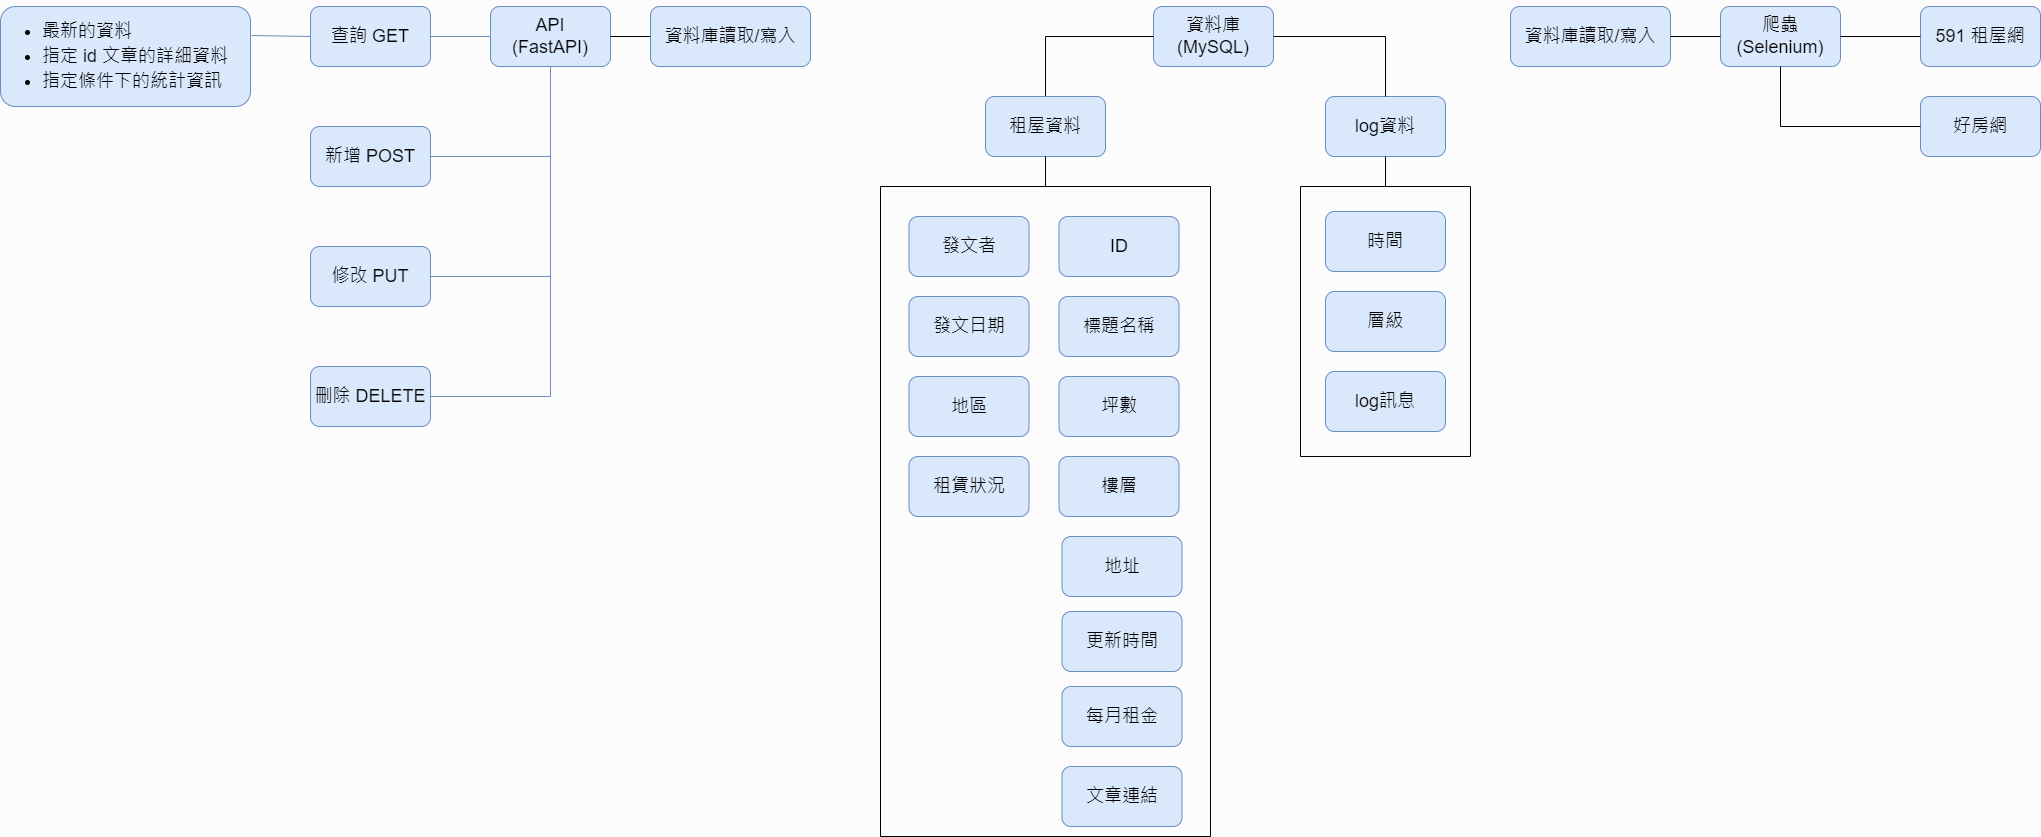 最新的資料
指定 id 文章的詳細資料
指定條件下的統計資訊
查詢 GET
API
(FastAPI)
資料庫讀取/寫入
新增 POST
修改 PUT
刪除 DELETE
資料庫
(MySQL)
租屋資料
log資料
發文者
ID
發文日期
標題名稱
地區
坪數
租賃狀況
樓層
地址
更新時間
每月租金
文章連結
時間
層級
log訊息
資料庫讀取/寫入
爬蟲
(Selenium)
591 租屋網
好房網